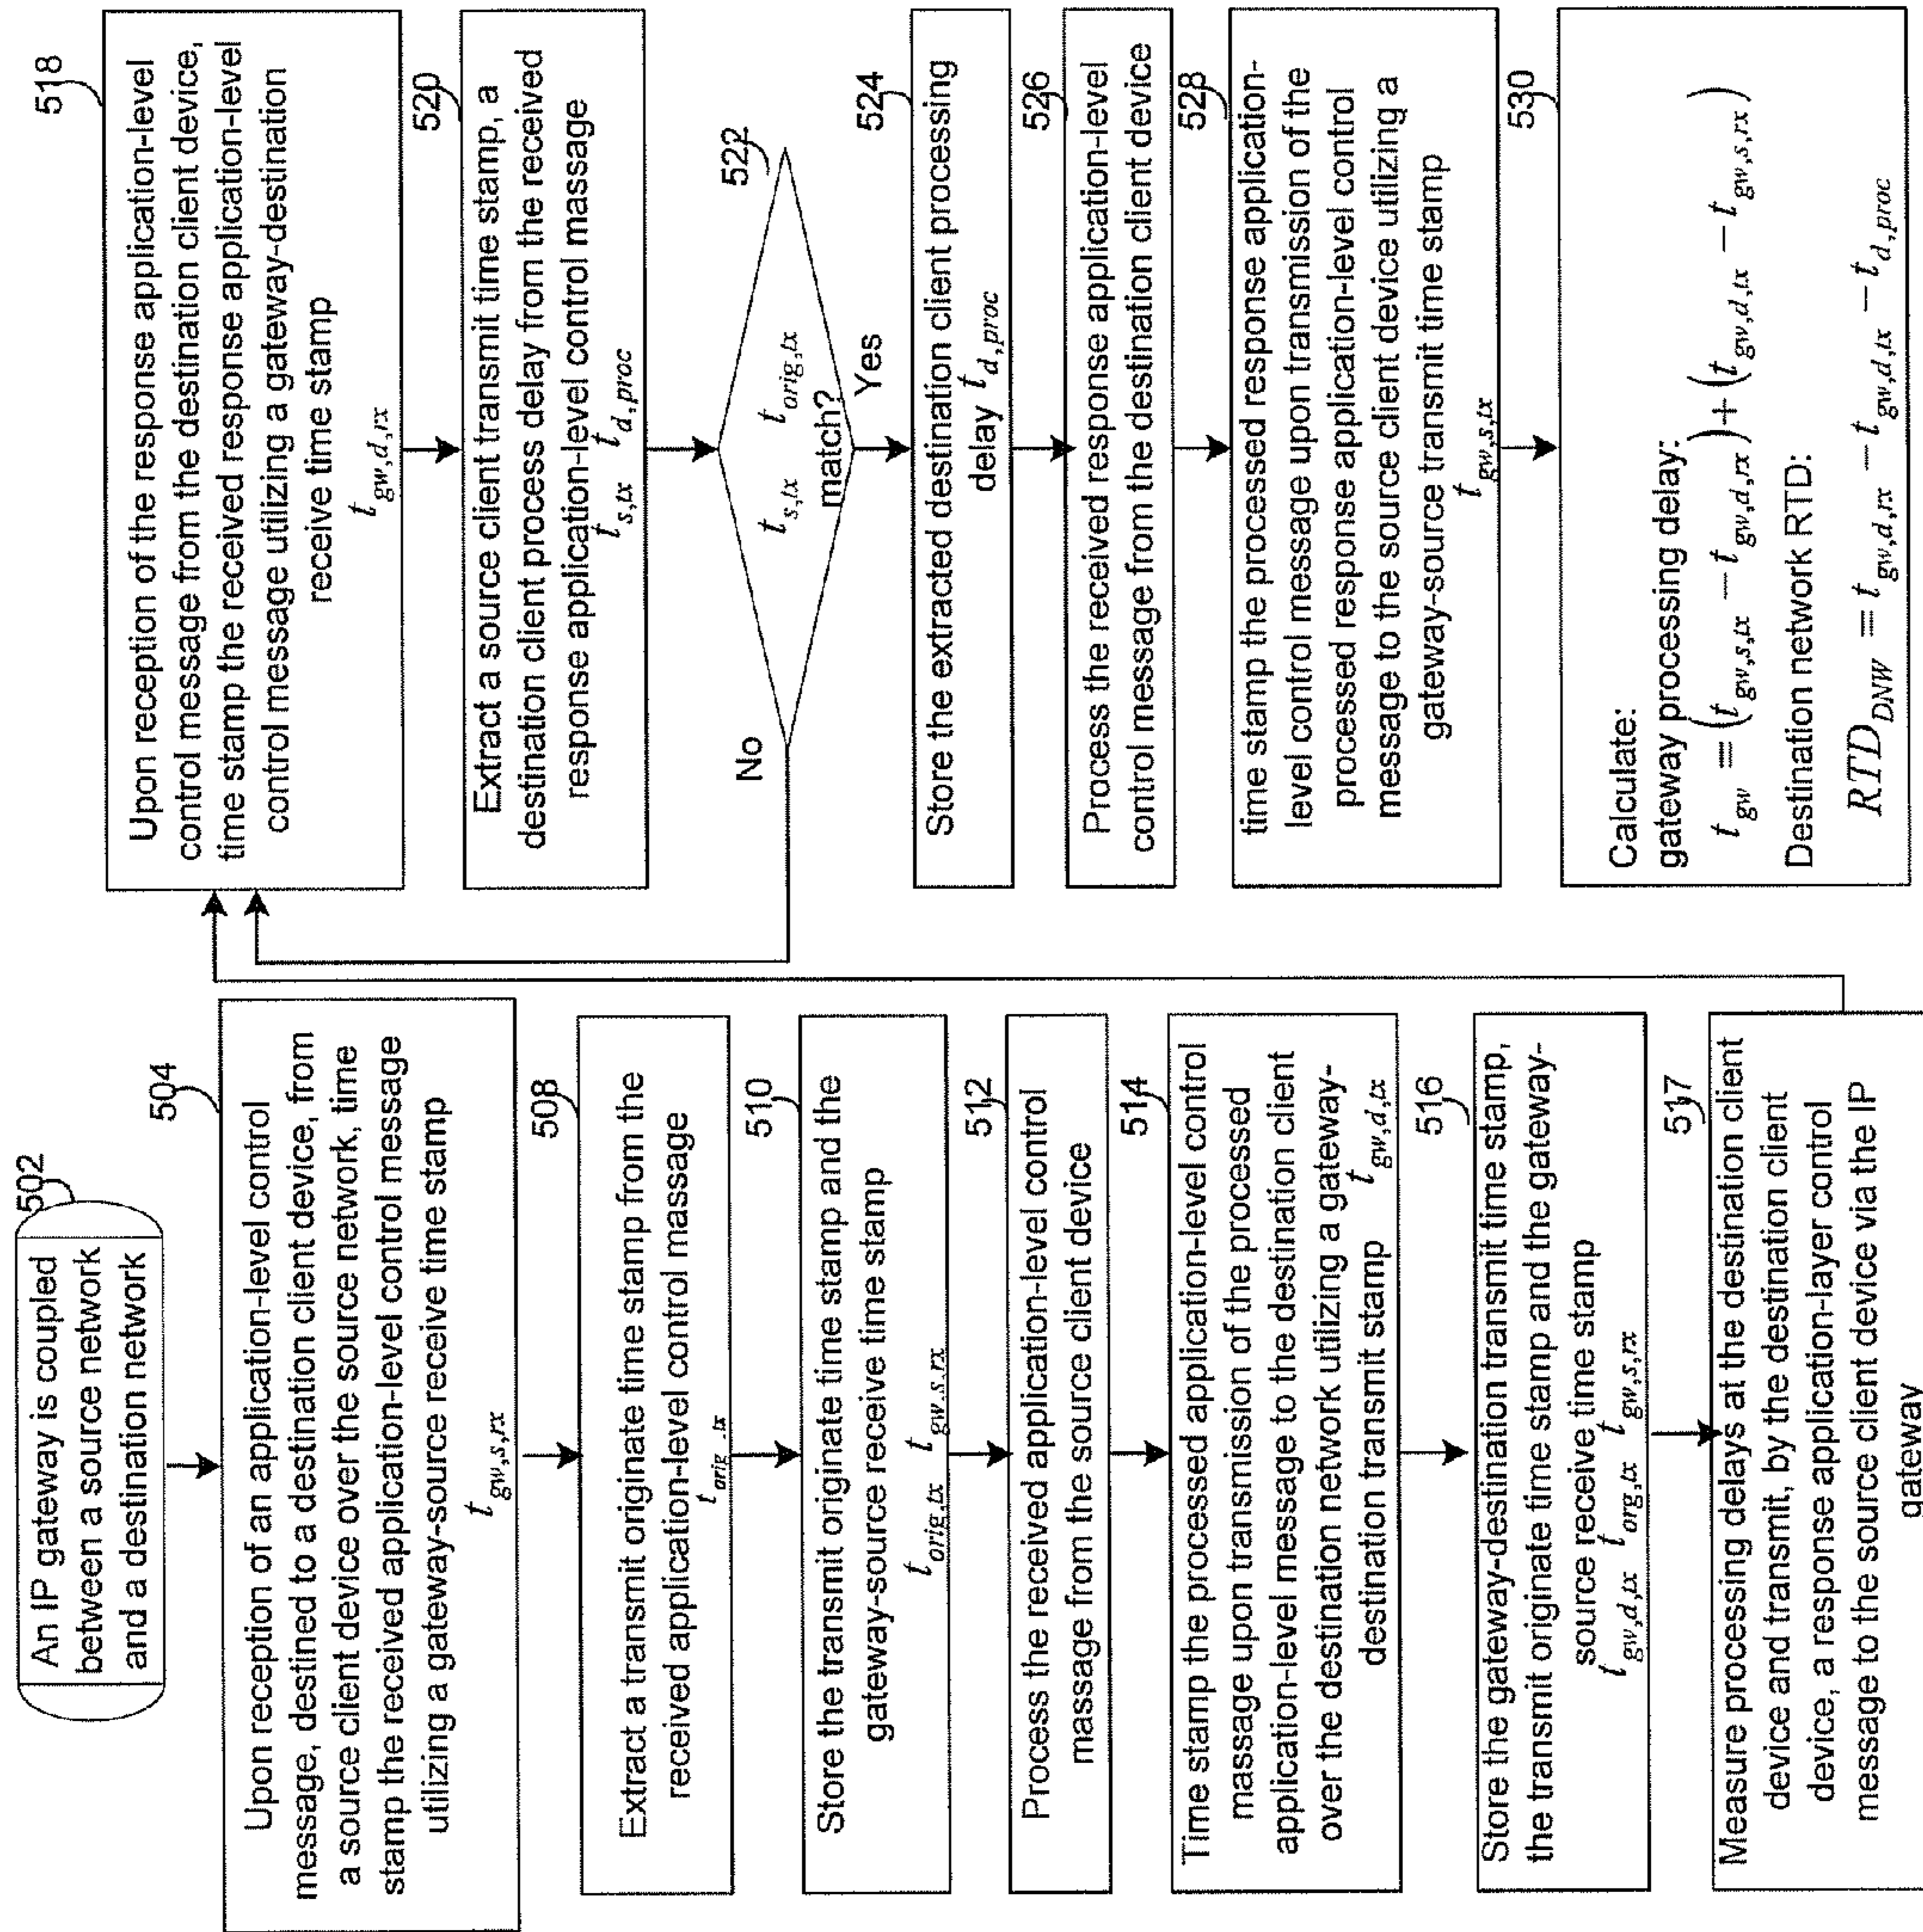 502
An IP gateway is coupled
between a source network
and a destination network
504
Upon reception of an application-level control
message, destined to a destination client device, from
a source client device over the source network, time
stamp the received application-level control message
utilizing a gateway-source receive time stamp
t_{gw,s,rx}
508
Extract a transmit originate time stamp from the
received application-level control massage
t_{orig,tx}
510
Store the transmit originate time stamp and the
gateway-source receive time stamp
t_{orig,tx} t_{gw,s,rx}
512
Process the received application-level control
massage from the source client device
514
Time stamp the processed application-level control
massage upon transmission of the processed
application-level message to the destination client
over the destination network utilizing a gateway-
destination transmit stamp t_{gw,d,tx}
516
Store the gateway-destination transmit time stamp,
the transmit originate time stamp and the gateway-
source receive time stamp
t_{gw,d,tx} t_{org,tx} t_{gw,s,rx}
517
Measure processing delays at the destination client
device and transmit, by the destination client
device, a response application-layer control
message to the source client device via the IP
gateway
518
Upon reception of the response application-level
control message from the destination client device,
time stamp the received response application-level
control message utilizing a gateway-destination
receive time stamp
t_{gw,d,rx}
520
Extract a source client transmit time stamp, a
destination client process delay from the received
response application-level control massage
t_{s,tx} t_{d,proc}
522
t_{s,tx} t_{orig,tx}
match?
No
Yes
524
Store the extracted destination client processing
delay t_{d,proc}
526
Process the received response application-level
control message from the destination client device
528
time stamp the processed response application-
level control message upon transmission of the
processed response application-level control
message to the source client device utilizing a
gateway-source transmit time stamp
t_{gw,s,tx}
530
Calculate:
gateway processing delay:
t_{gw} = (t_{gw,s,tx} - t_{gw,d,rx}) + (t_{gw,d,tx} - t_{gw,s,rx})
Destination network RTD:
RTD_{DNW} = t_{gw,d,rx} - t_{gw,d,tx} - t_{d,proc}